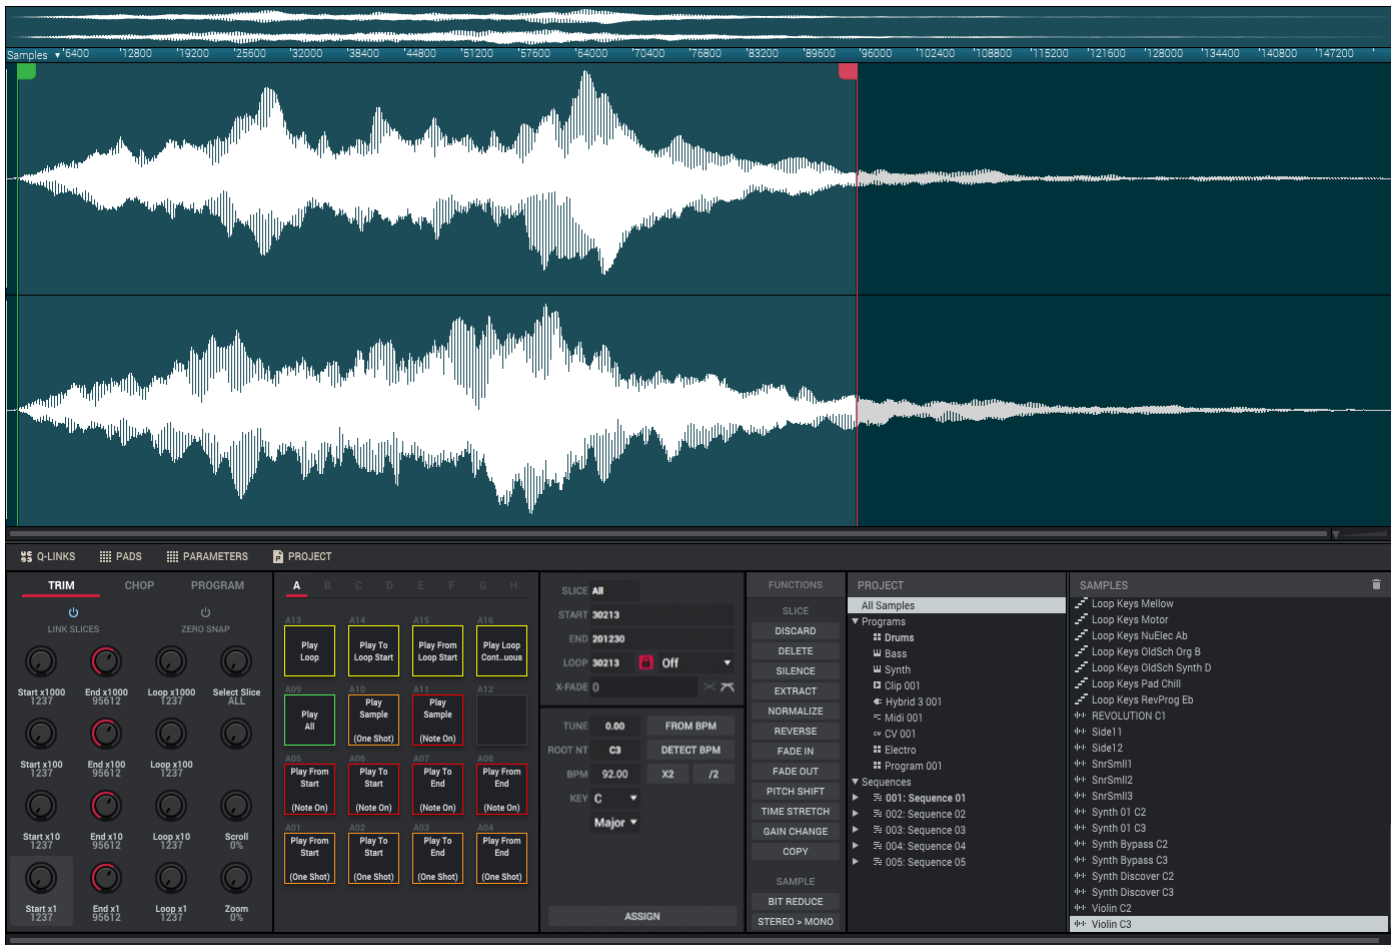 Samples ▾ '6400 '12800 '19200 '25600 '32000 '38400 '44800 '51200 '57600 '64000 '70400 '76800 '83200 '89600 '96000 '102400 '108800 '115200 '121600 '128000 '134400 '140800 '147200
Q-LINKS PADS PARAMETERS PROJECT
TRIM CHOP PROGRAM
LINK SLICES ZERO SNAP
Start x1000 End x1000 Loop x1000 Select Slice
1237 95612 1237 ALL
Start x100 End x100 Loop x100
1237 95612 1237
Start x10 End x10 Loop x10 Scroll
1237 95612 1237 0%
Start x1 End x1 Loop x1 Zoom
1237 95612 1237 0%
A B C D E F G H
A13 A14 A15 A16
Play Play To Play From Play Loop
Loop Loop Start Loop Start Cont..uous
A09 A10 A11 A12
Play Play Play
All Sample Sample
(One Shot) (Note On)
A05 A06 A07 A08
Play From Play To Play To Play From
Start Start End End
(Note On) (Note On) (Note On) (Note On)
A01 A02 A03 A04
Play From Play To Play To Play From
Start Start End End
(One Shot) (One Shot) (One Shot) (One Shot)
SLICE All
START 30213
END 201230
LOOP 30213 Off
X-FADE 0
TUNE 0.00 FROM BPM
ROOT NT C3 DETECT BPM
BPM 92.00 X2 /2
KEY C
Major
ASSIGN
FUNCTIONS
SLICE
DISCARD
DELETE
SILENCE
EXTRACT
NORMALIZE
REVERSE
FADE IN
FADE OUT
PITCH SHIFT
TIME STRETCH
GAIN CHANGE
COPY
SAMPLE
BIT REDUCE
STEREO > MONO
PROJECT
All Samples
Programs
Drums
Bass
Synth
Clip 001
Hybrid 3 001
Midi 001
CV CV 001
Electro
Program 001
Sequences
001: Sequence 01
002: Sequence 02
003: Sequence 03
004: Sequence 04
005: Sequence 05
SAMPLES
Loop Keys Mellow
Loop Keys Motor
Loop Keys NuElec Ab
Loop Keys OldSch Org B
Loop Keys OldSch Synth D
Loop Keys Pad Chill
Loop Keys RevProg Eb
REVOLUTION C1
Side11
Side12
SnrSmll1
SnrSmll2
SnrSmll3
Synth 01 C2
Synth 01 C3
Synth Bypass C2
Synth Bypass C3
Synth Discover C2
Synth Discover C3
Violin C2
Violin C3